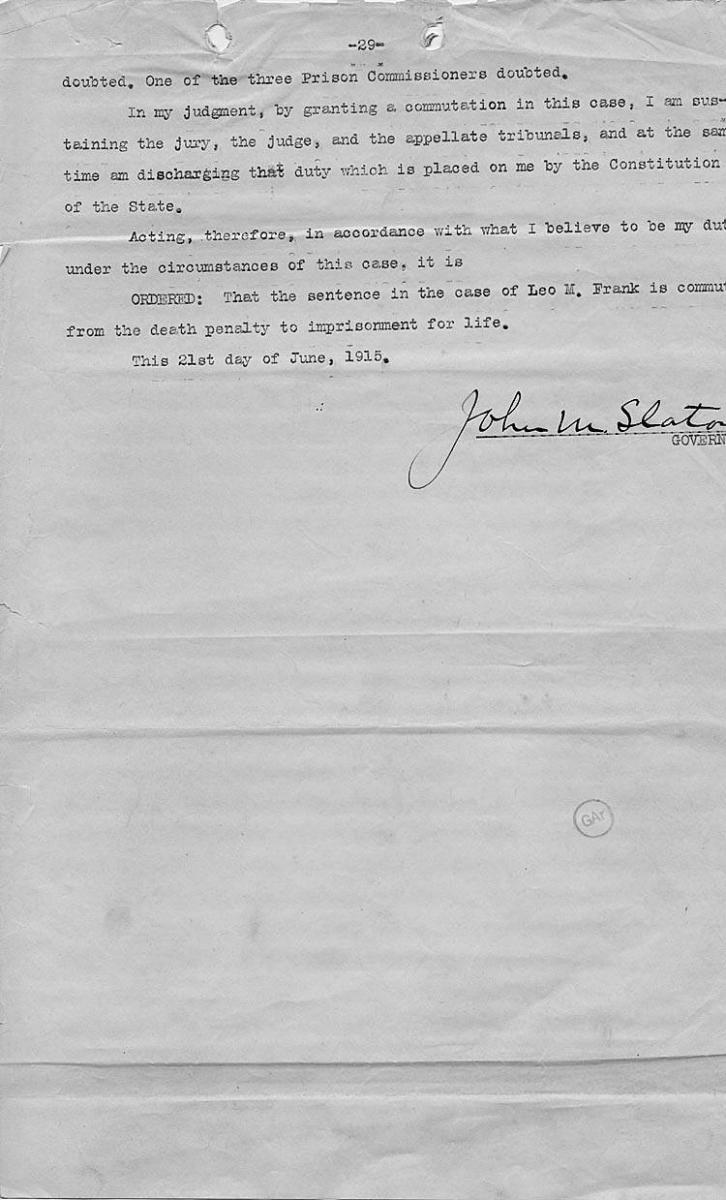 -29-
doubted. One of the three Prison Commissioners doubted.
In my judgment, by granting a commutation in this case, I am sus-
taining the jury, the judge, and the appellate tribunals, and at the sam
time am discharging that duty which is placed on me by the Constitution
of the State.
Acting, therefore, in accordance with what I believe to be my dut
under the circumstances of this case, it is
ORDERED: That the sentence in the case of Leo M. Frank is commut
from the death penalty to imprisonment for life.
This 21st day of June, 1915.
John M. Slato
GOVERN
GAr